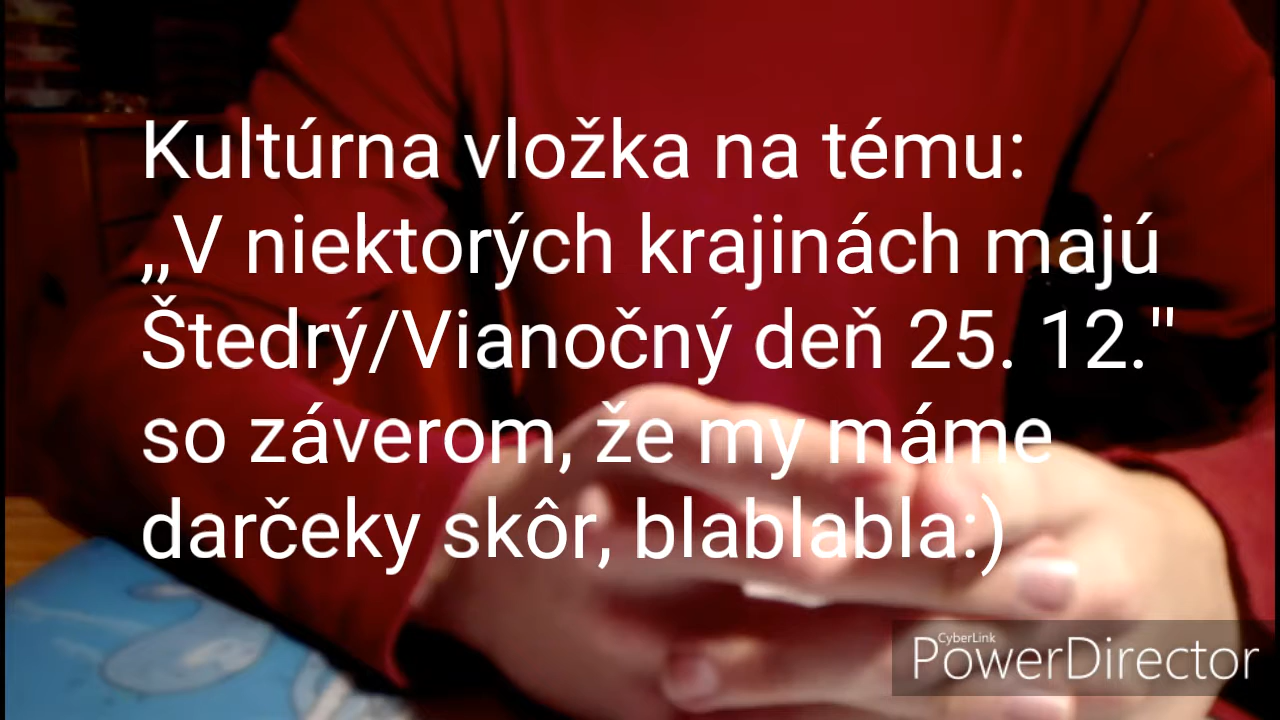 Kultúrna vložka na tému:
,,V niektorých krajinách majú
Štedrý/Vianočný deň 25. 12."
so záverom, že my máme
darčeky skôr, blablabla:)
CyberLink
PowerDirector